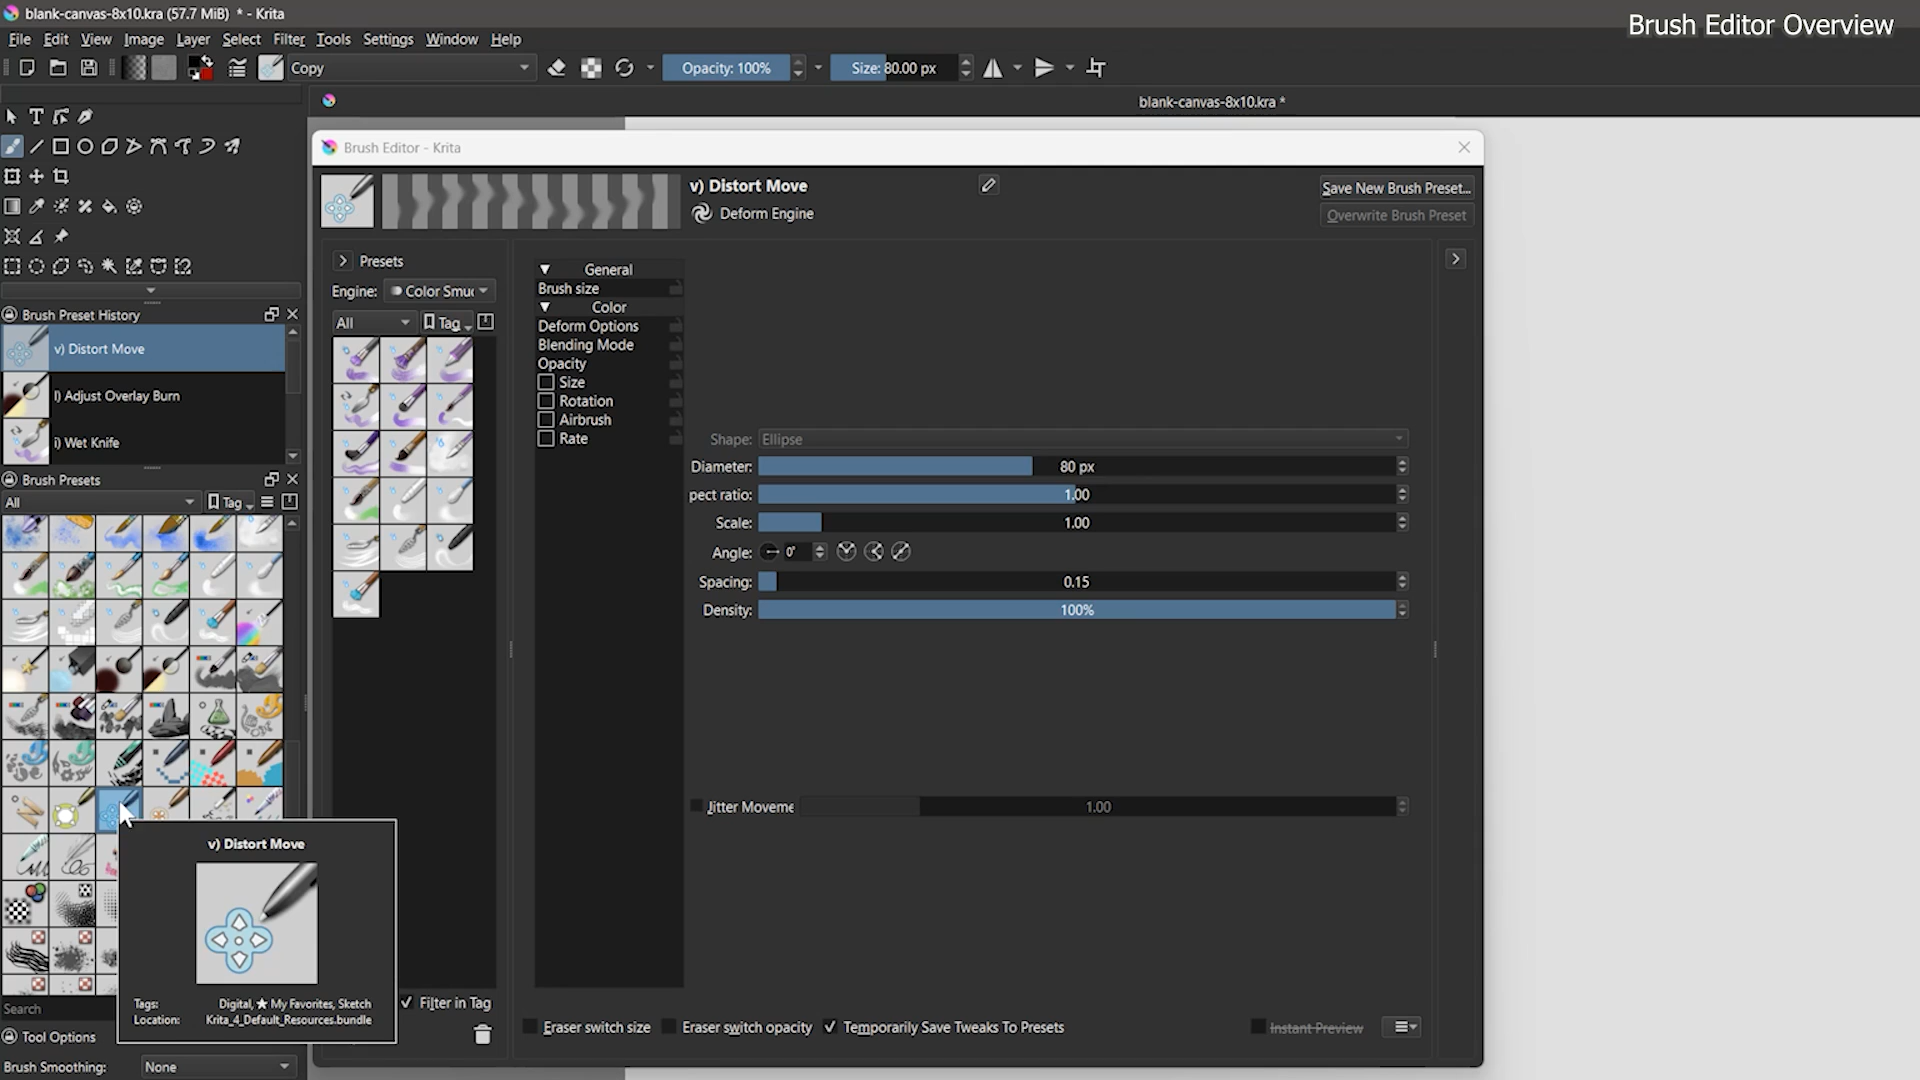 blank-canvas-8x10.kra (57.7 MiB) * - Krita
Brush Editor Overview
File Edit View Image Layer Select Filter Tools Settings Window Help
Copy
Opacity: 100%
Size: 80.00 px
blank-canvas-8x10.kra *
Brush Editor - Krita
v) Distort Move
Deform Engine
Save New Brush Preset...
Overwrite Brush Preset
Presets
Engine: Color Smu
All
Tag
General
Brush size
Color
Deform Options
Blending Mode
Opacity
Size
Rotation
Airbrush
Rate
Shape: Ellipse
Diameter: 80 px
pect ratio: 1.00
Scale: 1.00
Angle: 0°
Spacing: 0.15
Density: 100%
Jitter Moveme 1.00
Filter in Tag
Eraser switch size
Eraser switch opacity
Temporarily Save Tweaks To Presets
Instant Preview
Brush Preset History
v) Distort Move
l) Adjust Overlay Burn
i) Wet Knife
Brush Presets
All
Tag
v) Distort Move
Tags: Digital, ★ My Favorites, Sketch
Location: Krita_4_Default_Resources.bundle
Search
Tool Options
Brush Smoothing: None